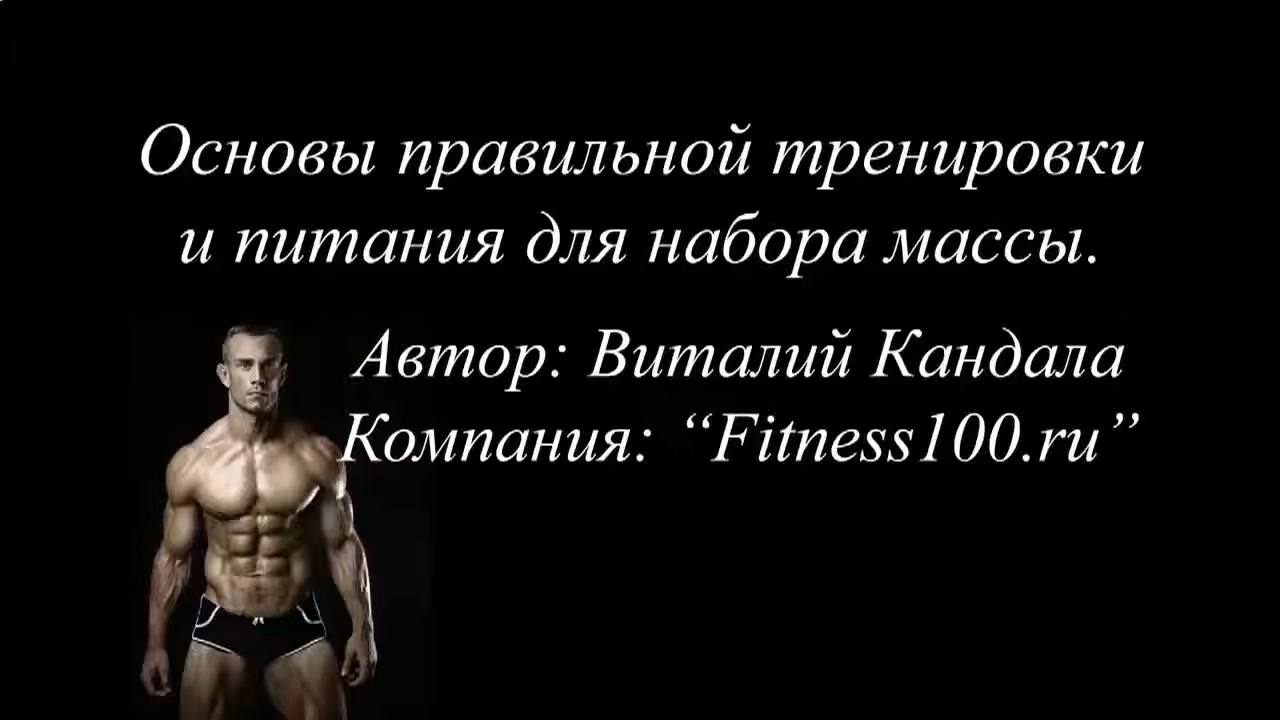 Основы правильной тренировки
и питания для набора массы.
Автор: Виталий Кандала
Компания: “Fitness100.ru”